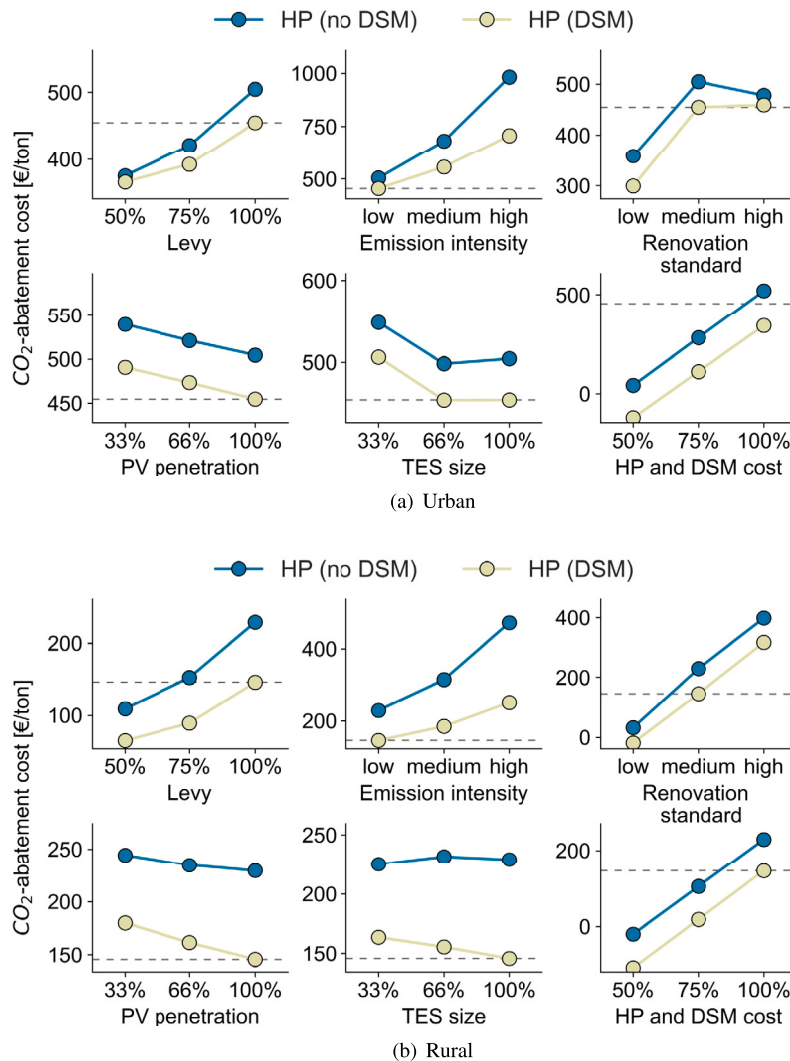 HP (no DSM) HP (DSM)
CO2-abatement cost [€/ton]
500
400
50% 75% 100%
Levy
1000
750
500
low medium high
Emission intensity
500
400
300
low medium high
Renovation
standard
550
500
450
33% 66% 100%
PV penetration
600
500
33% 66% 100%
TES size
500
0
50% 75% 100%
HP and DSM cost
(a) Urban
HP (no DSM) HP (DSM)
CO2-abatement cost [€/ton]
200
100
50% 75% 100%
Levy
400
200
low medium high
Emission intensity
400
200
0
low medium high
Renovation
standard
250
200
150
33% 66% 100%
PV penetration
250
200
150
33% 66% 100%
TES size
200
0
50% 75% 100%
HP and DSM cost
(b) Rural